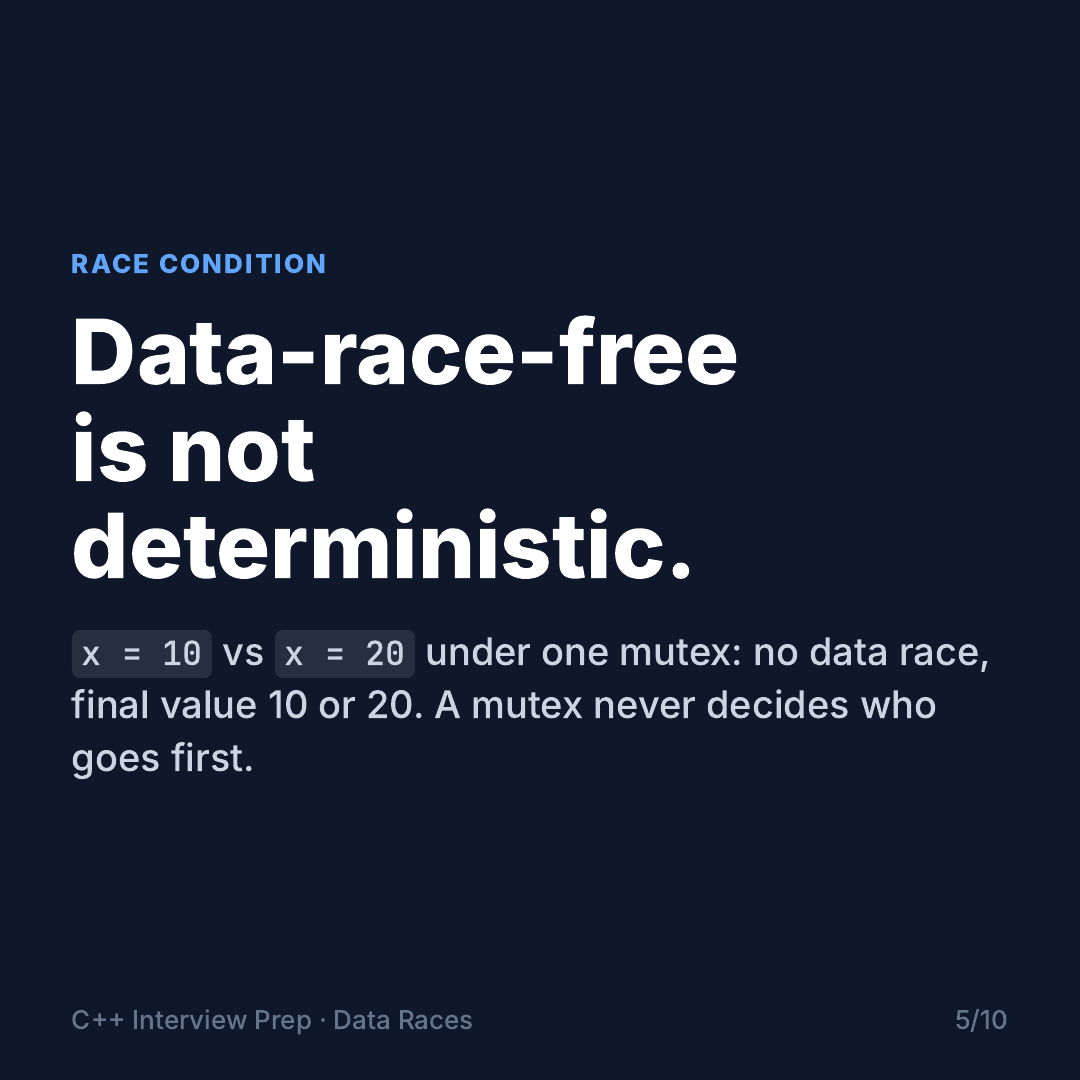 RACE CONDITION
Data-race-free
is not
deterministic.
x = 10 vs x = 20 under one mutex: no data race,
final value 10 or 20. A mutex never decides who
goes first.
C++ Interview Prep · Data Races
5/10